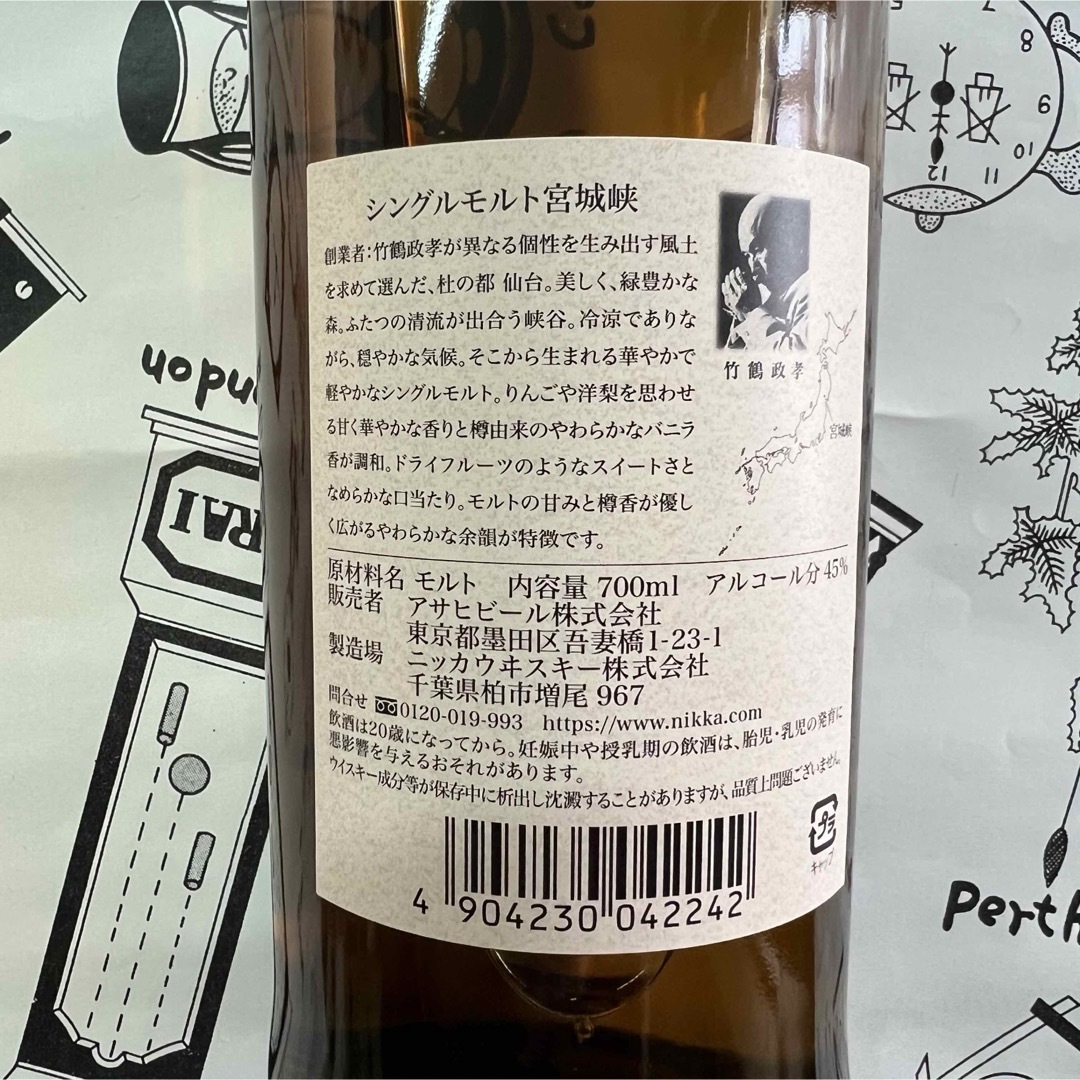 シングルモルト宮城峡
創業者：竹鶴政孝が異なる個性を生み出す風土
を求めて選んだ、杜の都 仙台。美しく、緑豊かな
森。ふたつの清流が出合う峡谷。冷涼でありな
がら、穏やかな気候。そこから生まれる華やかで
軽やかなシングルモルト。りんごや洋梨を思わせ
る甘く華やかな香りと樽由来のやわらかなバニラ
香が調和。ドライフルーツのようなスイートさと
なめらかな口当たり。モルトの甘みと樽香が優し
く広がるやわらかな余韻が特徴です。
竹鶴政孝
宮城峡
原材料名 モルト 内容量 700ml アルコール分 45%
販売者 アサヒビール株式会社
東京都墨田区吾妻橋1-23-1
製造場 ニッカウヰスキー株式会社
千葉県柏市増尾 967
問合せ 0120-019-993 https://www.nikka.com
飲酒は20歳になってから。妊娠中や授乳期の飲酒は、胎児・乳児の発育に
悪影響を与えるおそれがあります。
ウイスキー成分等が保存中に析出し沈澱することがありますが、品質上問題ございません。
プラ
キャップ
4 904230 042242
7
8
9
10
11
12
ndon
RAI
Perth